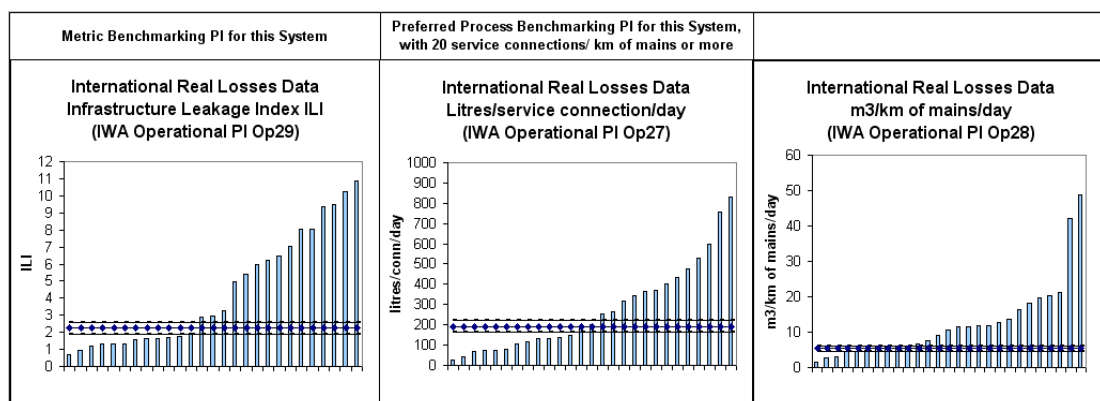 Metric Benchmarking PI for this System
Preferred Process Benchmarking PI for this System,
with 20 service connections/ km of mains or more
International Real Losses Data
Infrastructure Leakage Index ILI
(IWA Operational PI Op29)
12
11
10
9
8
7
6
5
4
3
2
1
0
ILI
International Real Losses Data
Litres/service connection/day
(IWA Operational PI Op27)
1000
900
800
700
600
500
400
300
200
100
0
litres/conn/day
International Real Losses Data
m3/km of mains/day
(IWA Operational PI Op28)
60
50
40
30
20
10
0
m3/km of mains/day